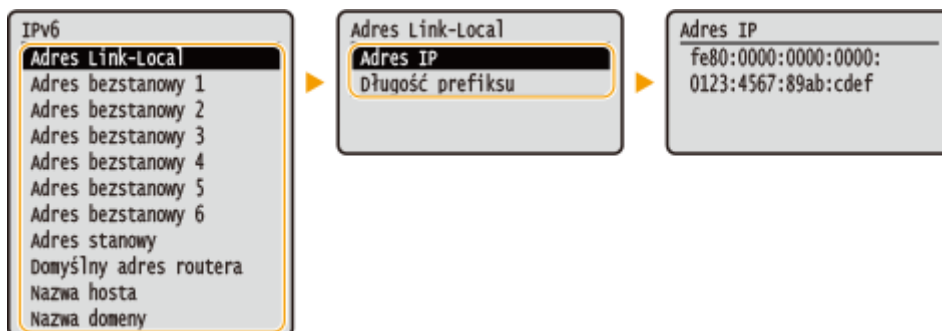 IPv6
Adres Link-Local
Adres bezstanowy 1
Adres bezstanowy 2
Adres bezstanowy 3
Adres bezstanowy 4
Adres bezstanowy 5
Adres bezstanowy 6
Adres stanowy
Domyślny adres routera
Nazwa hosta
Nazwa domeny
Adres Link-Local
Adres IP
Długość prefiksu
Adres IP
fe80:0000:0000:0000:
0123:4567:89ab:cdef